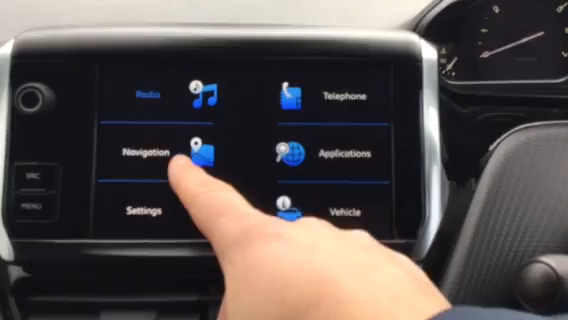 Radio
Telephone
Navigation
Applications
SRC
MENU
Settings
Vehicle